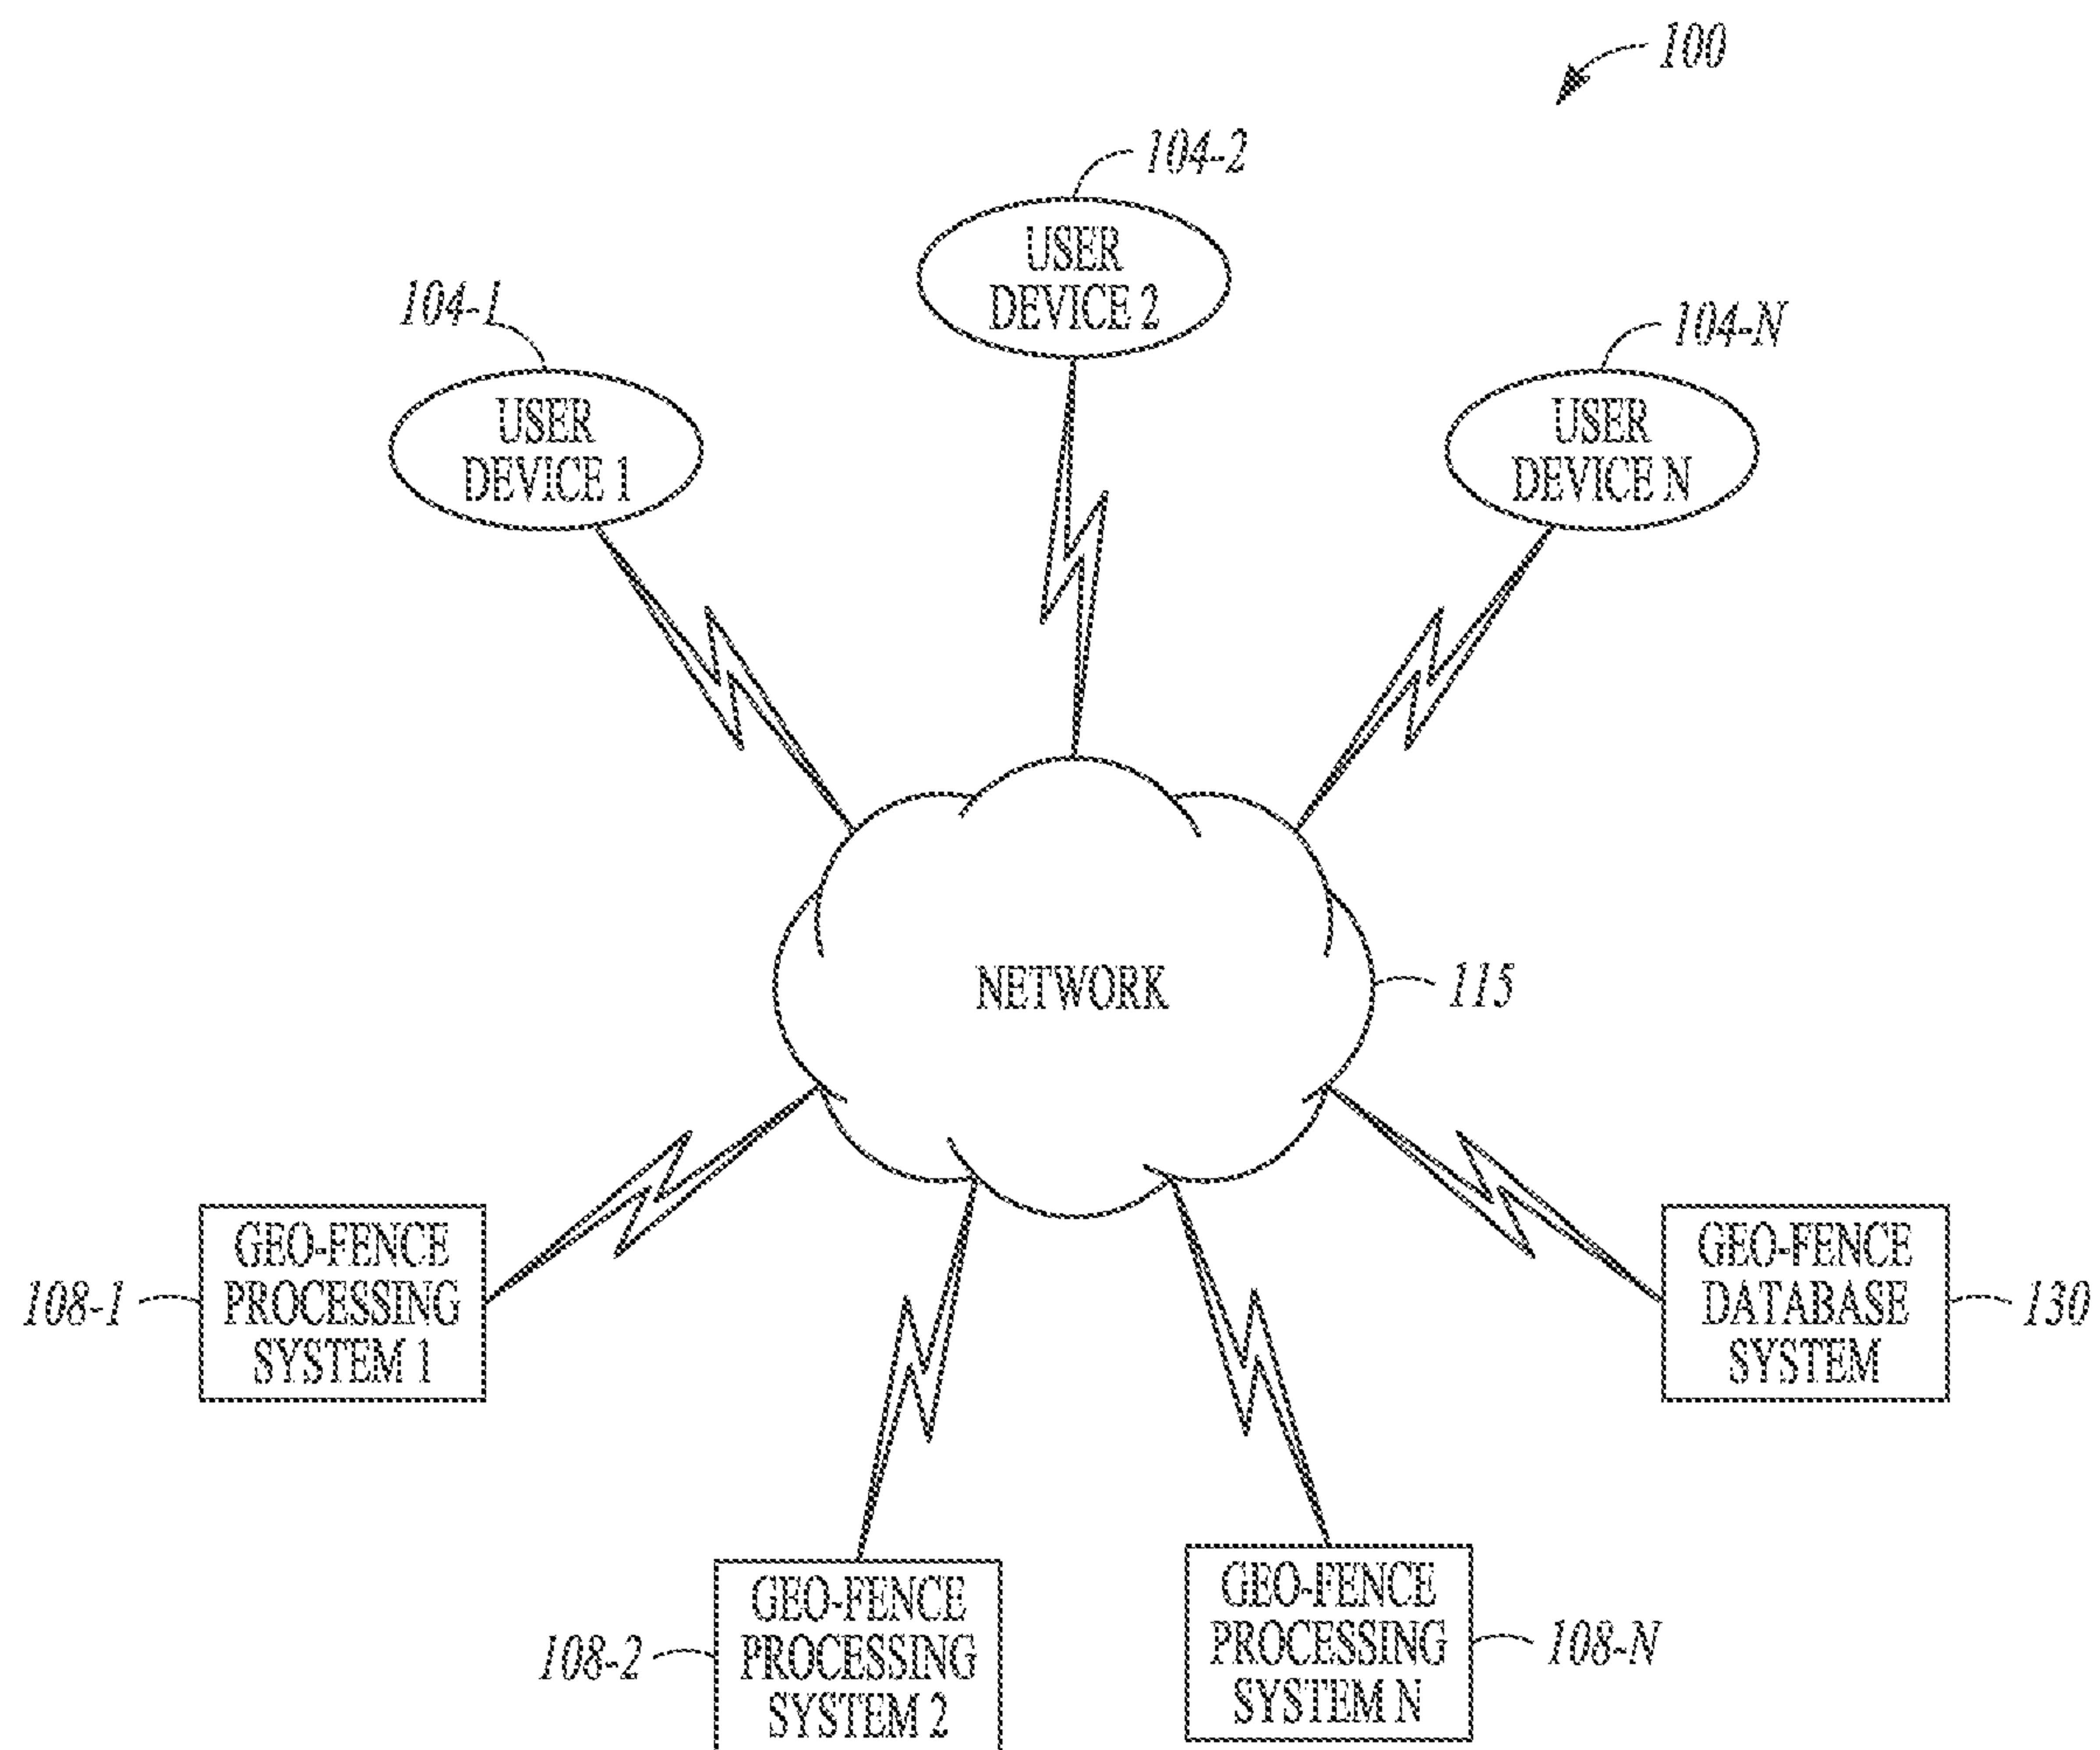 100
104-2
USER
DEVICE 2
104-1
USER
DEVICE 1
104-N
USER
DEVICE N
NETWORK
115
108-1
GEO-FENCE
PROCESSING
SYSTEM 1
GEO-FENCE
DATABASE
SYSTEM
130
108-2
GEO-FENCE
PROCESSING
SYSTEM 2
GEO-FENCE
PROCESSING
SYSTEM N
108-N